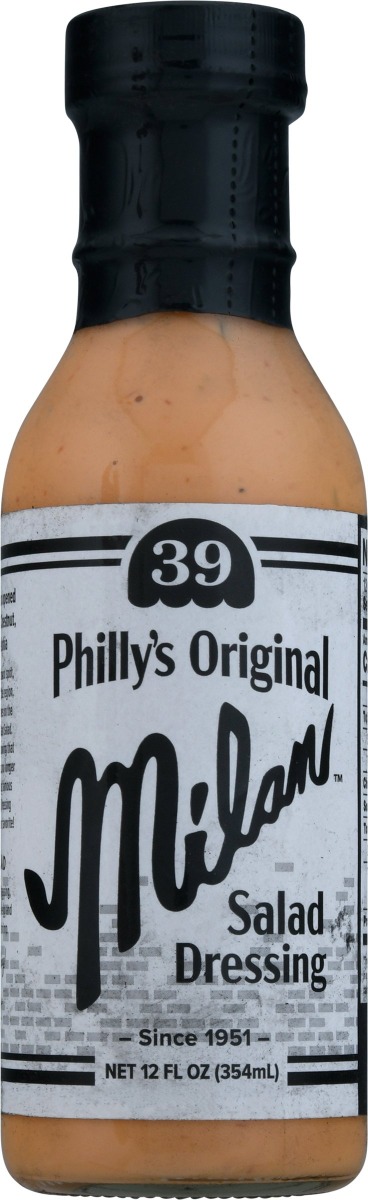 39
Philly's Original
Milan™
Salad
Dressing
– Since 1951 –
NET 12 FL OZ (354mL)